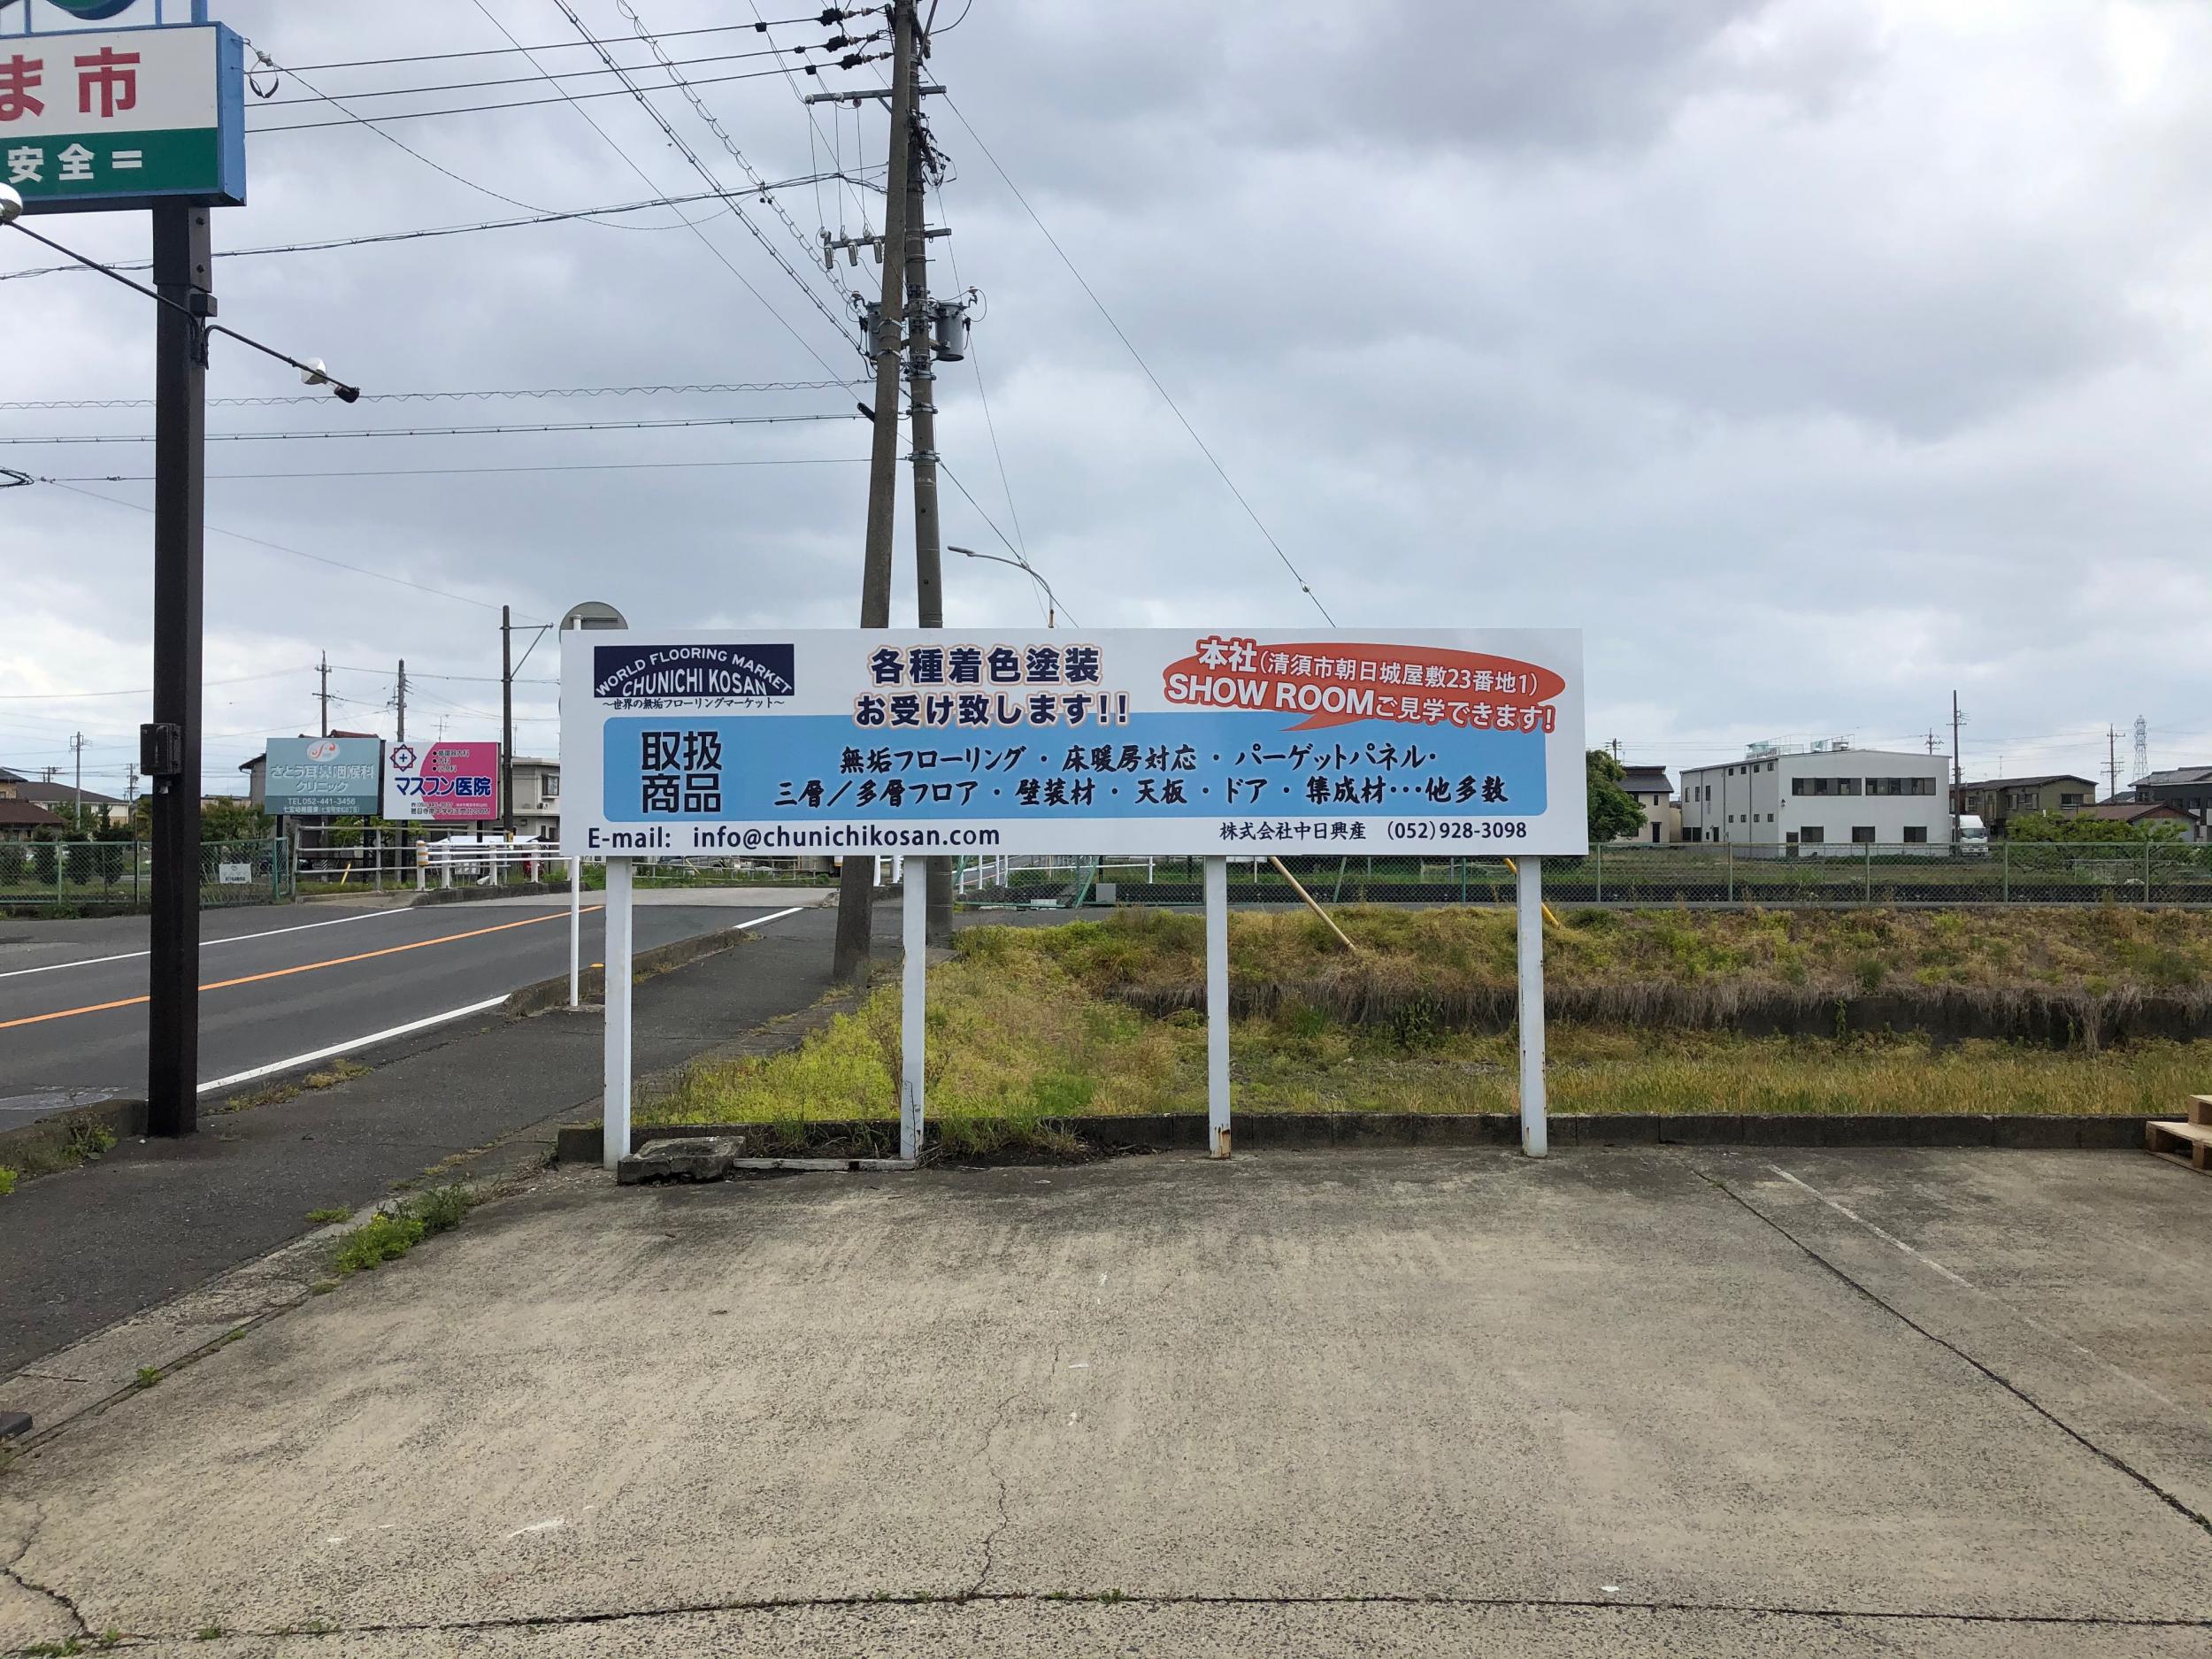 ま市
安全=
さとう耳鼻咽喉科
クリニック
TEL052-441-3456
マスブン医院
WORLD FLOORING MARKET
CHUNICHI KOSAN
～世界の無垢フローリングマーケット～
各種着色塗装
お受け致します!!
本社(清須市朝日城屋敷23番地1)
SHOW ROOMご見学できます!
取扱
商品
無垢フローリング・床暖房対応・パーゲットパネル・
三層／多層フロア・壁装材・天板・ドア・集成材…他多数
E-mail: info@chunichikosan.com
株式会社中日興産 (052)928-3098